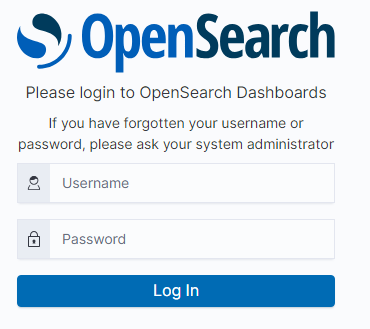 OpenSearch
Please login to OpenSearch Dashboards
If you have forgotten your username or
password, please ask your system administrator
Username
Password
Log In